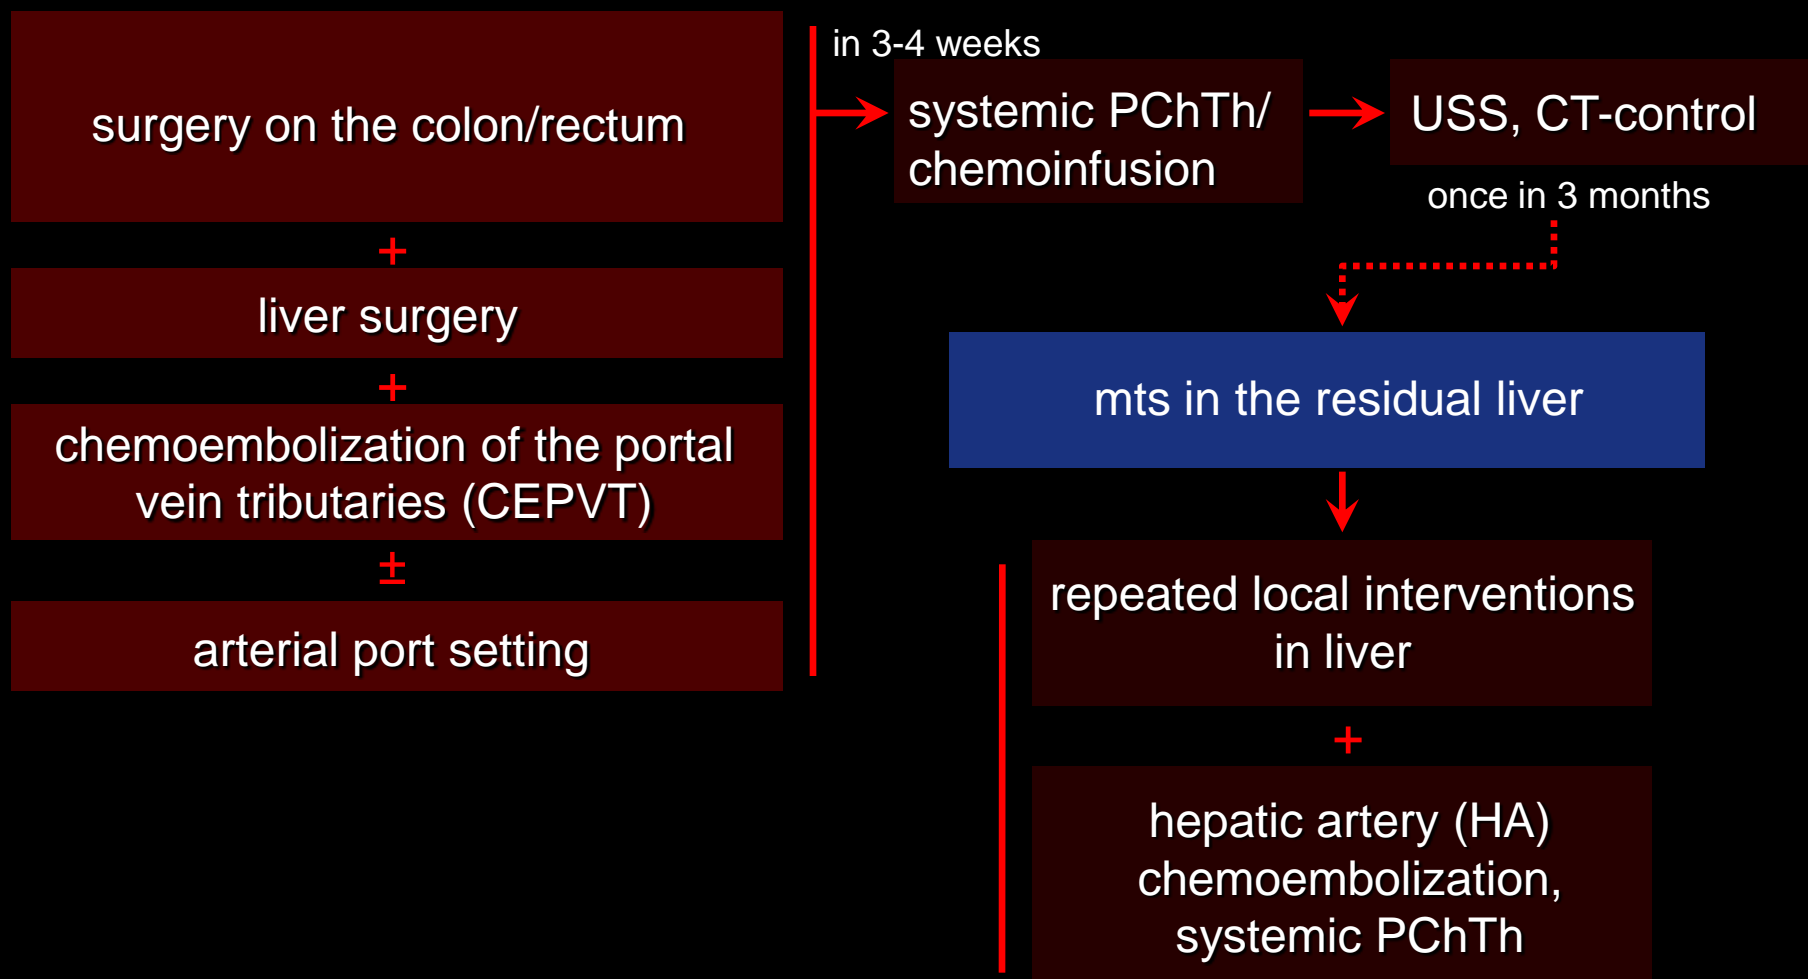 surgery on the colon/rectum
+
liver surgery
+
chemoembolization of the portal
vein tributaries (CEPVT)
±
arterial port setting
in 3-4 weeks
systemic PChTh/
chemoinfusion
USS, CT-control
once in 3 months
mts in the residual liver
repeated local interventions
in liver
+
hepatic artery (HA)
chemoembolization,
systemic PChTh